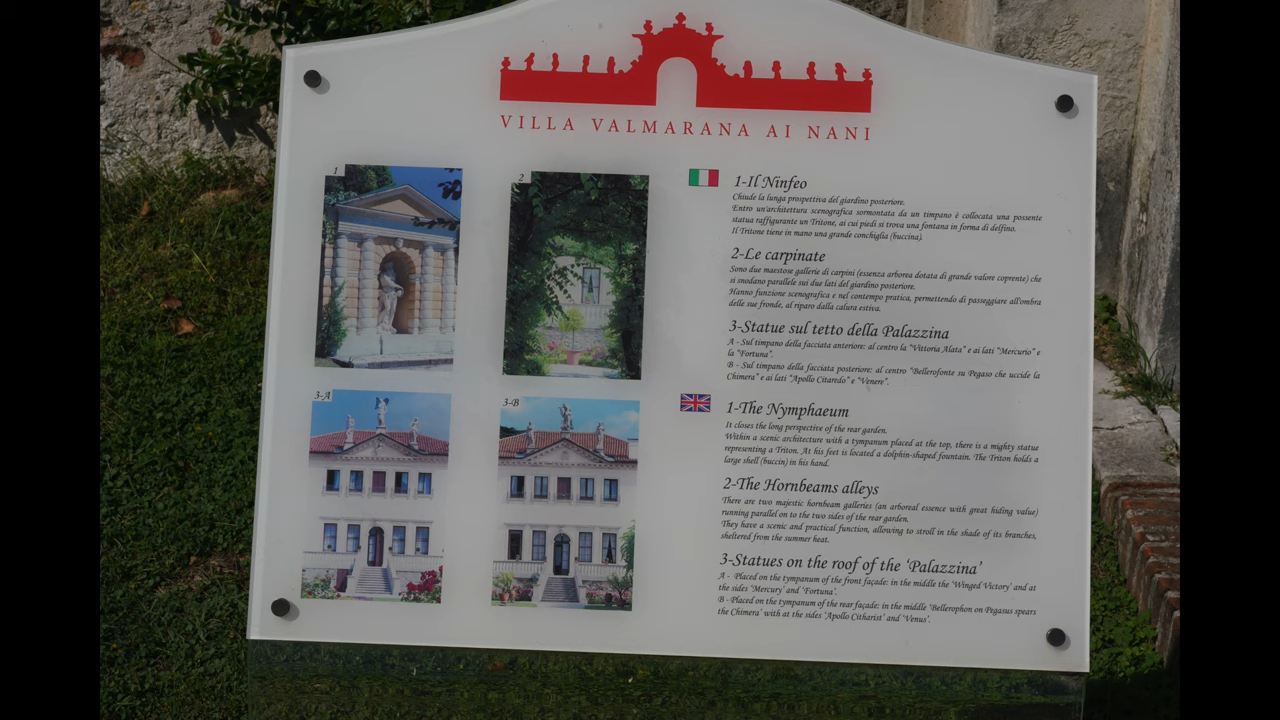 VILLA VALMARANA AI NANI
1
2
3-A
3-B
1-Il Ninfeo
Chiude la lunga prospettiva del giardino posteriore.
Entro un'architettura scenografica sormontata da un timpano è collocata una possente
statua raffigurante un Tritone, ai cui piedi si trova una fontana in forma di delfino.
Il Tritone tiene in mano una grande conchiglia (buccina).
2-Le carpinate
Sono due maestose gallerie di carpini (essenza arborea dotata di grande valore coprente) che
si snodano parallele sui due lati del giardino posteriore.
Hanno funzione scenografica e nel contempo pratica, permettendo di passeggiare all'ombra
delle sue fronde, al riparo dalla calura estiva.
3-Statue sul tetto della Palazzina
A - Sul timpano della facciata anteriore: al centro la "Vittoria Alata" e ai lati "Mercurio" e
la "Fortuna".
B - Sul timpano della facciata posteriore: al centro "Bellerofonte su Pegaso che uccide la
Chimera" e ai lati "Apollo Citaredo" e "Venere".
1-The Nymphaeum
It closes the long perspective of the rear garden.
Within a scenic architecture with a tympanum placed at the top, there is a mighty statue
representing a Triton. At his feet is located a dolphin-shaped fountain. The Triton holds a
large shell (buccin) in his hand.
2-The Hornbeams alleys
There are two majestic hornbeam galleries (an arboreal essence with great hiding value)
running parallel on to the two sides of the rear garden.
They have a scenic and practical function, allowing to stroll in the shade of its branches,
sheltered from the summer heat.
3-Statues on the roof of the 'Palazzina'
A - Placed on the tympanum of the front façade: in the middle the 'Winged Victory' and at
the sides 'Mercury' and 'Fortuna'.
B - Placed on the tympanum of the rear façade: in the middle 'Bellerophon on Pegasus spears
the Chimera' with at the sides 'Apollo Citharist' and 'Venus'.